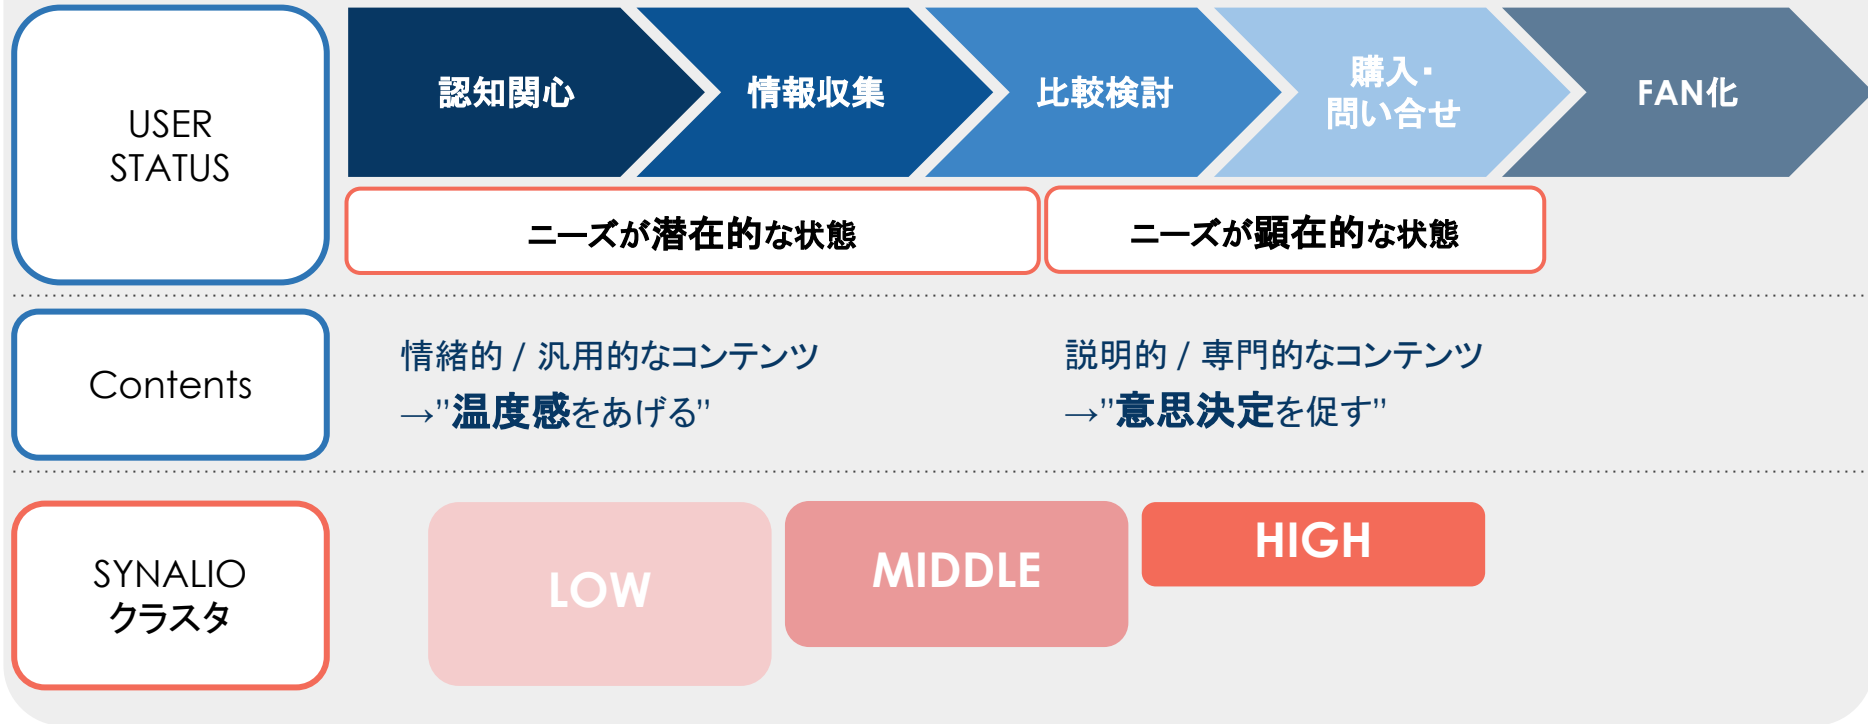 USER
STATUS
認知関心
情報収集
比較検討
購入・
問い合せ
FAN化
ニーズが潜在的な状態
ニーズが顕在的な状態
Contents
情緒的 / 汎用的なコンテンツ
→”温度感をあげる”
説明的 / 専門的なコンテンツ
→”意思決定を促す”
SYNALIO
クラスタ
LOW
MIDDLE
HIGH